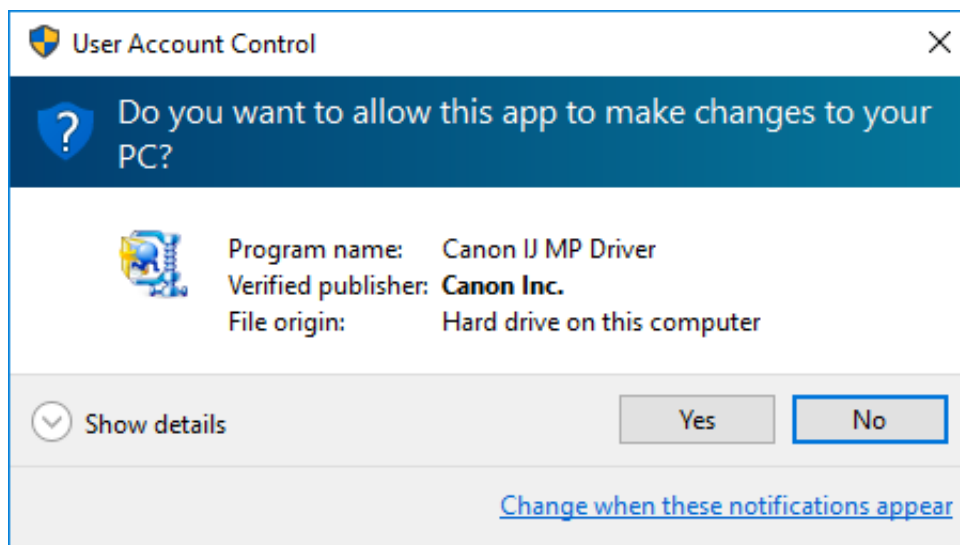 User Account Control
Do you want to allow this app to make changes to your
PC?
Program name: Canon IJ MP Driver
Verified publisher: Canon Inc.
File origin: Hard drive on this computer
Show details
Yes
No
Change when these notifications appear